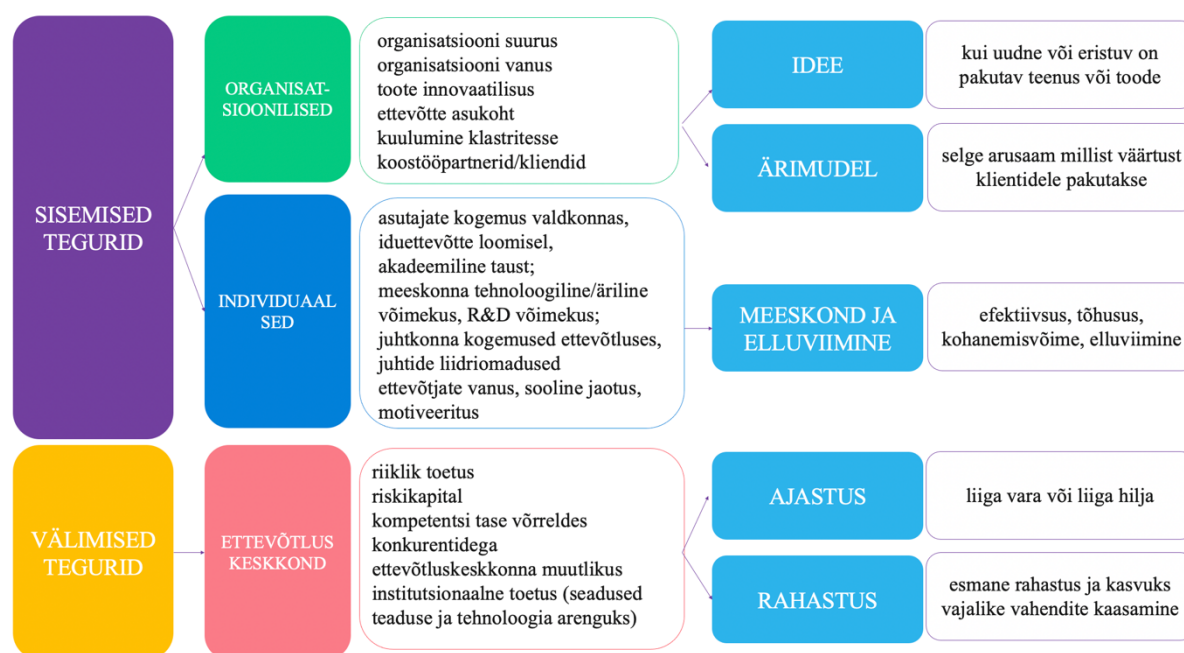 SISEMISED
TEGURID
ORGANISAT-
SIOONILISED
organisatsiooni suurus
organisatsiooni vanus
toote innovaatilisus
ettevõtte asukoht
kuulumine klastritesse
koostööpartnerid/kliendid
IDEE
kui uudne või eristuv on
pakutav teenus või toode
ÄRIMUDEL
selge arusaam millist väärtust
klientidele pakutakse
INDIVIDUAAL
SED
asutajate kogemus valdkonnas,
iduettevõtte loomisel,
akadeemiline taust;
meeskonna tehnoloogiline/äriline
võimekus, R&D võimekus;
juhtkonna kogemused ettevõtluses,
juhtide liidriomadused
ettevõtjate vanus, sooline jaotus,
motiveeritus
MEESKOND JA
ELLUVIIMINE
efektiivsus, tõhusus,
kohanemisvõime, elluviimine
VÄLIMISED
TEGURID
ETTEVÕTLUS
KESKKOND
riiklik toetus
riskikapital
kompetentsi tase võrreldes
konkurentidega
ettevõtluskeskkonna muutlikus
institutsionaalne toetus (seadused
teaduse ja tehnoloogia arenguks)
AJASTUS
liiga vara või liiga hilja
RAHASTUS
esmane rahastus ja kasvuks
vajalike vahendite kaasamine